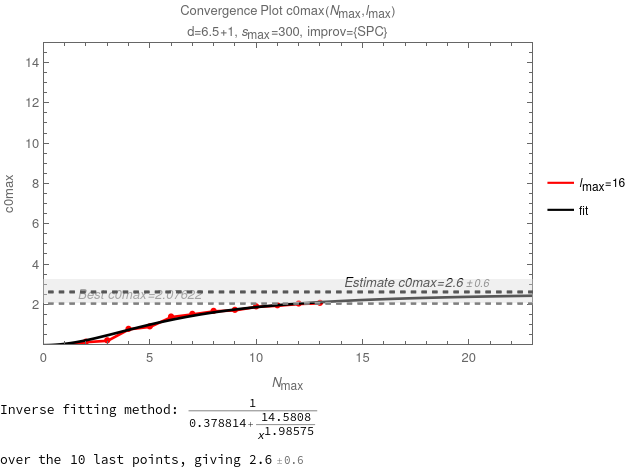 Convergence Plot c0max(Nmax,lmax)
d=6.5+1, smax=300, improv={SPC}
c0max
14
12
10
8
6
4
2
0
5
10
15
20
Nmax
Estimate c0max=2.6 ±0.6
Best c0max=2.07622
lmax=16
fit
Inverse fitting method: 1
0.378814+ 14.5808
x1.98575
over the 10 last points, giving 2.6 ±0.6